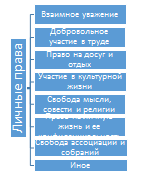 Личные права
Взаимное уважение
Добровольное
участие в труде
Право на досуг и
отдых
Участие в культурной
жизни
Свобода мысли,
совести и религии
жизнь и ее
Свобода ассоциации и
собраний
Иное